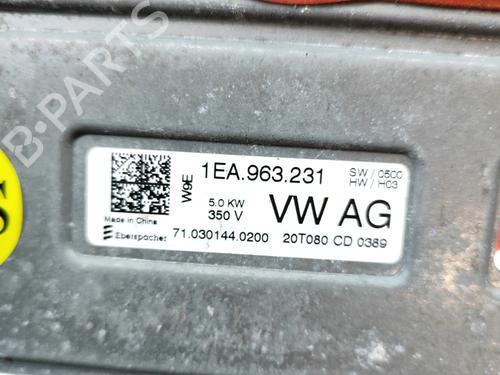 B-PARTS
W9E
1EA.963.231
SW / 0500
HW / H03
5.0 KW
350 V
VW AG
Made in China
Eberspächer
71.030144.0200
20T080 CD 0389
S